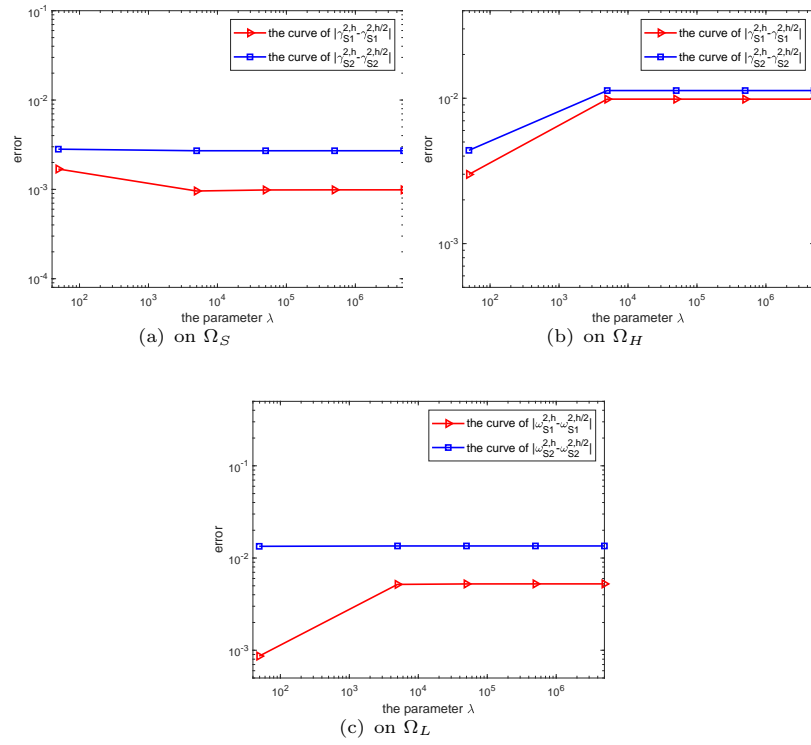 10^-1
the curve of |γ_S1^2,h-γ_S1^2,h/2|
the curve of |γ_S2^2,h-γ_S2^2,h/2|
10^-2
error
10^-3
10^-4
10^2 10^3 10^4 10^5 10^6
the parameter λ
(a) on Ω_S
the curve of |γ_S1^2,h-γ_S1^2,h/2|
the curve of |γ_S2^2,h-γ_S2^2,h/2|
10^-2
error
10^-3
10^2 10^3 10^4 10^5 10^6
the parameter λ
(b) on Ω_H
the curve of |ω_S1^2,h-ω_S1^2,h/2|
the curve of |ω_S2^2,h-ω_S2^2,h/2|
10^-1
error
10^-2
10^-3
10^2 10^3 10^4 10^5 10^6
the parameter λ
(c) on Ω_L